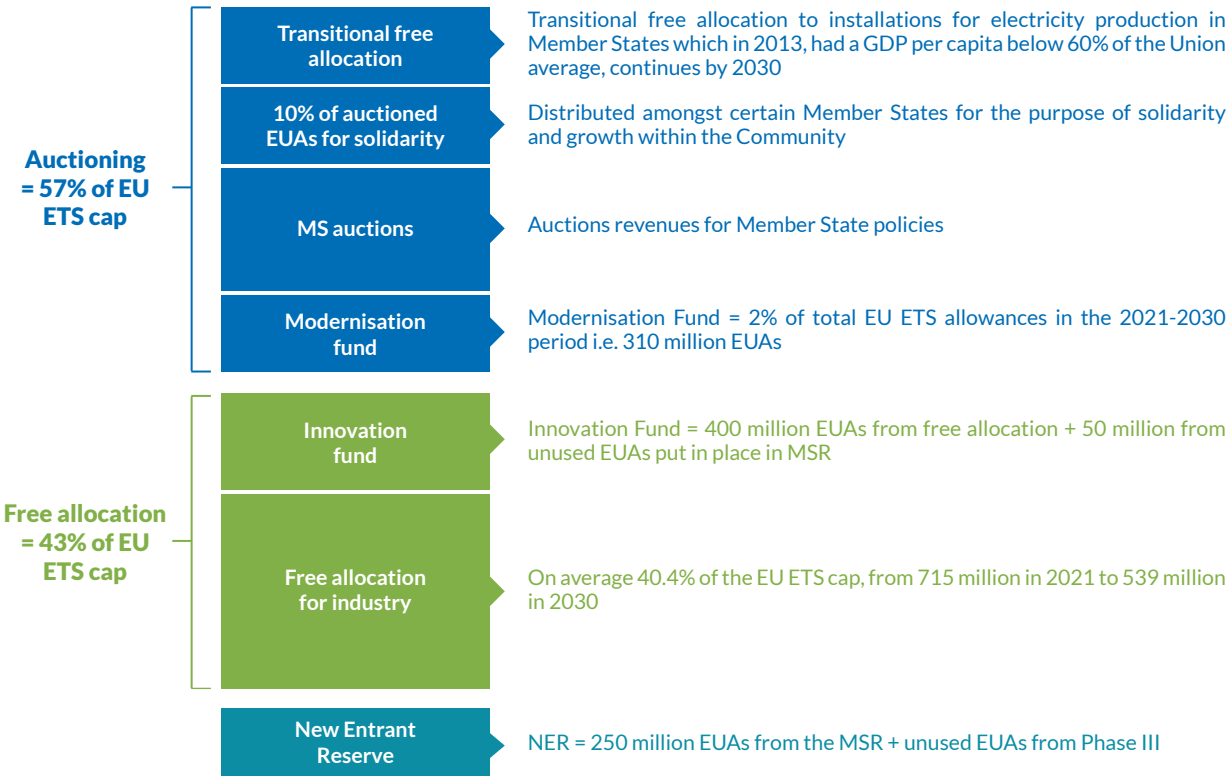 Auctioning
= 57% of EU
ETS cap
Transitional free
allocation
Transitional free allocation to installations for electricity production in
Member States which in 2013, had a GDP per capita below 60% of the Union
average, continues by 2030
10% of auctioned
EUAs for solidarity
Distributed amongst certain Member States for the purpose of solidarity
and growth within the Community
MS auctions
Auctions revenues for Member State policies
Modernisation
fund
Modernisation Fund = 2% of total EU ETS allowances in the 2021-2030
period i.e. 310 million EUAs
Free allocation
= 43% of EU
ETS cap
Innovation
fund
Innovation Fund = 400 million EUAs from free allocation + 50 million from
unused EUAs put in place in MSR
Free allocation
for industry
On average 40.4% of the EU ETS cap, from 715 million in 2021 to 539 million
in 2030
New Entrant
Reserve
NER = 250 million EUAs from the MSR + unused EUAs from Phase III